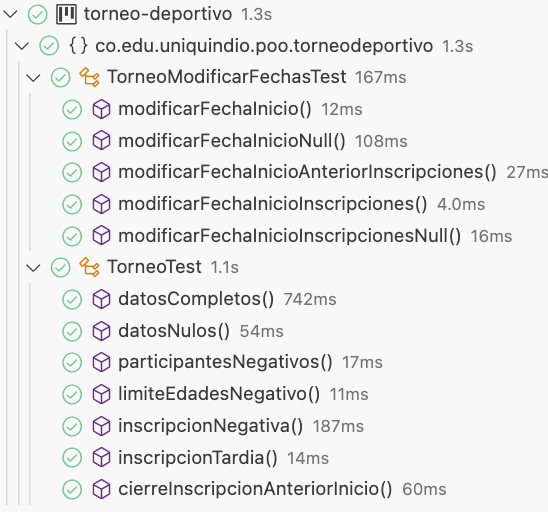 torneo-deportivo 1.3s
{} co.edu.uniquindio.poo.torneodeportivo 1.3s
TorneoModificarFechasTest 167ms
modificarFechaInicio() 12ms
modificarFechaInicioNull() 108ms
modificarFechaInicioAnteriorInscripciones() 27ms
modificarFechaInicioInscripciones() 4.0ms
modificarFechaInicioInscripcionesNull() 16ms
TorneoTest 1.1s
datosCompletos() 742ms
datosNulos() 54ms
participantesNegativos() 17ms
limiteEdadesNegativo() 11ms
inscripcionNegativa() 187ms
inscripcionTardia() 14ms
cierreInscripcionAnteriorInicio() 60ms